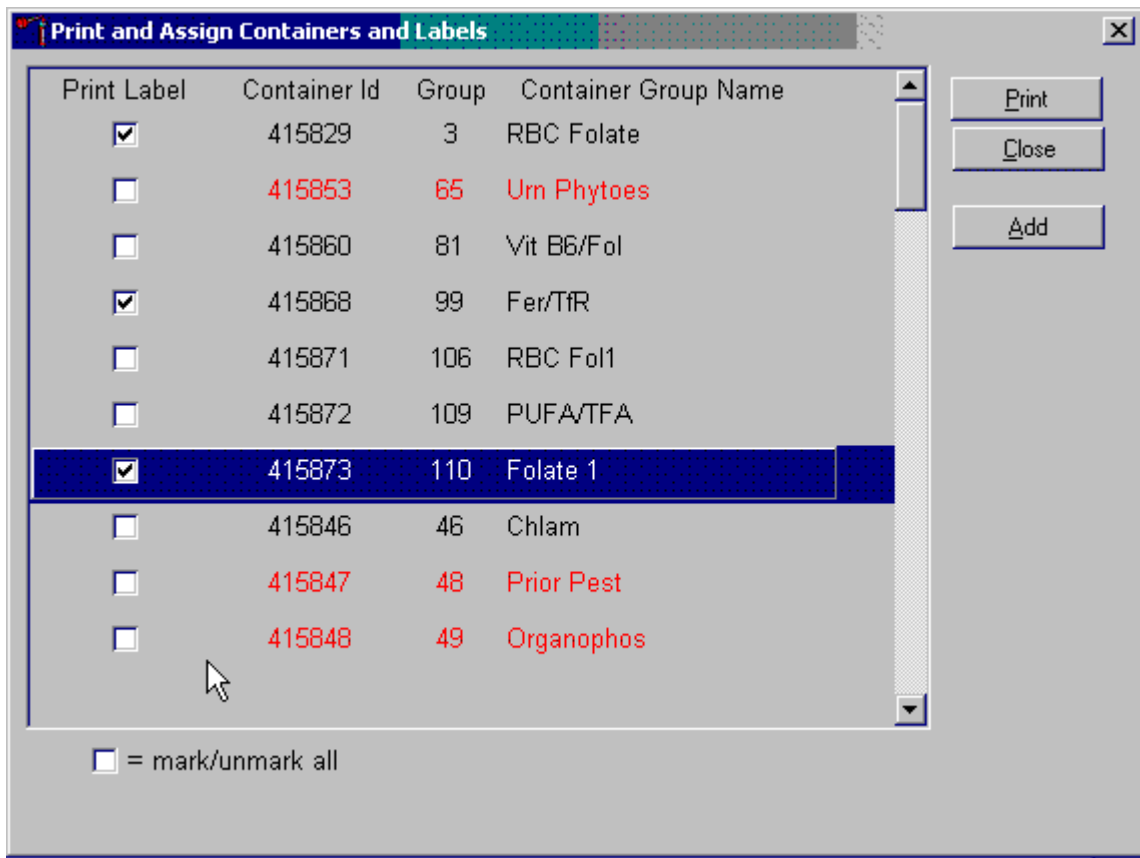 Print and Assign Containers and Labels
Print Label Container Id Group Container Group Name
415829 3 RBC Folate
415853 65 Urn Phytoes
415860 81 Vit B6/Fol
415868 99 Fer/TfR
415871 106 RBC Fol1
415872 109 PUFA/TFA
415873 110 Folate 1
415846 46 Chlam
415847 48 Prior Pest
415848 49 Organophos
= mark/unmark all
Print
Close
Add